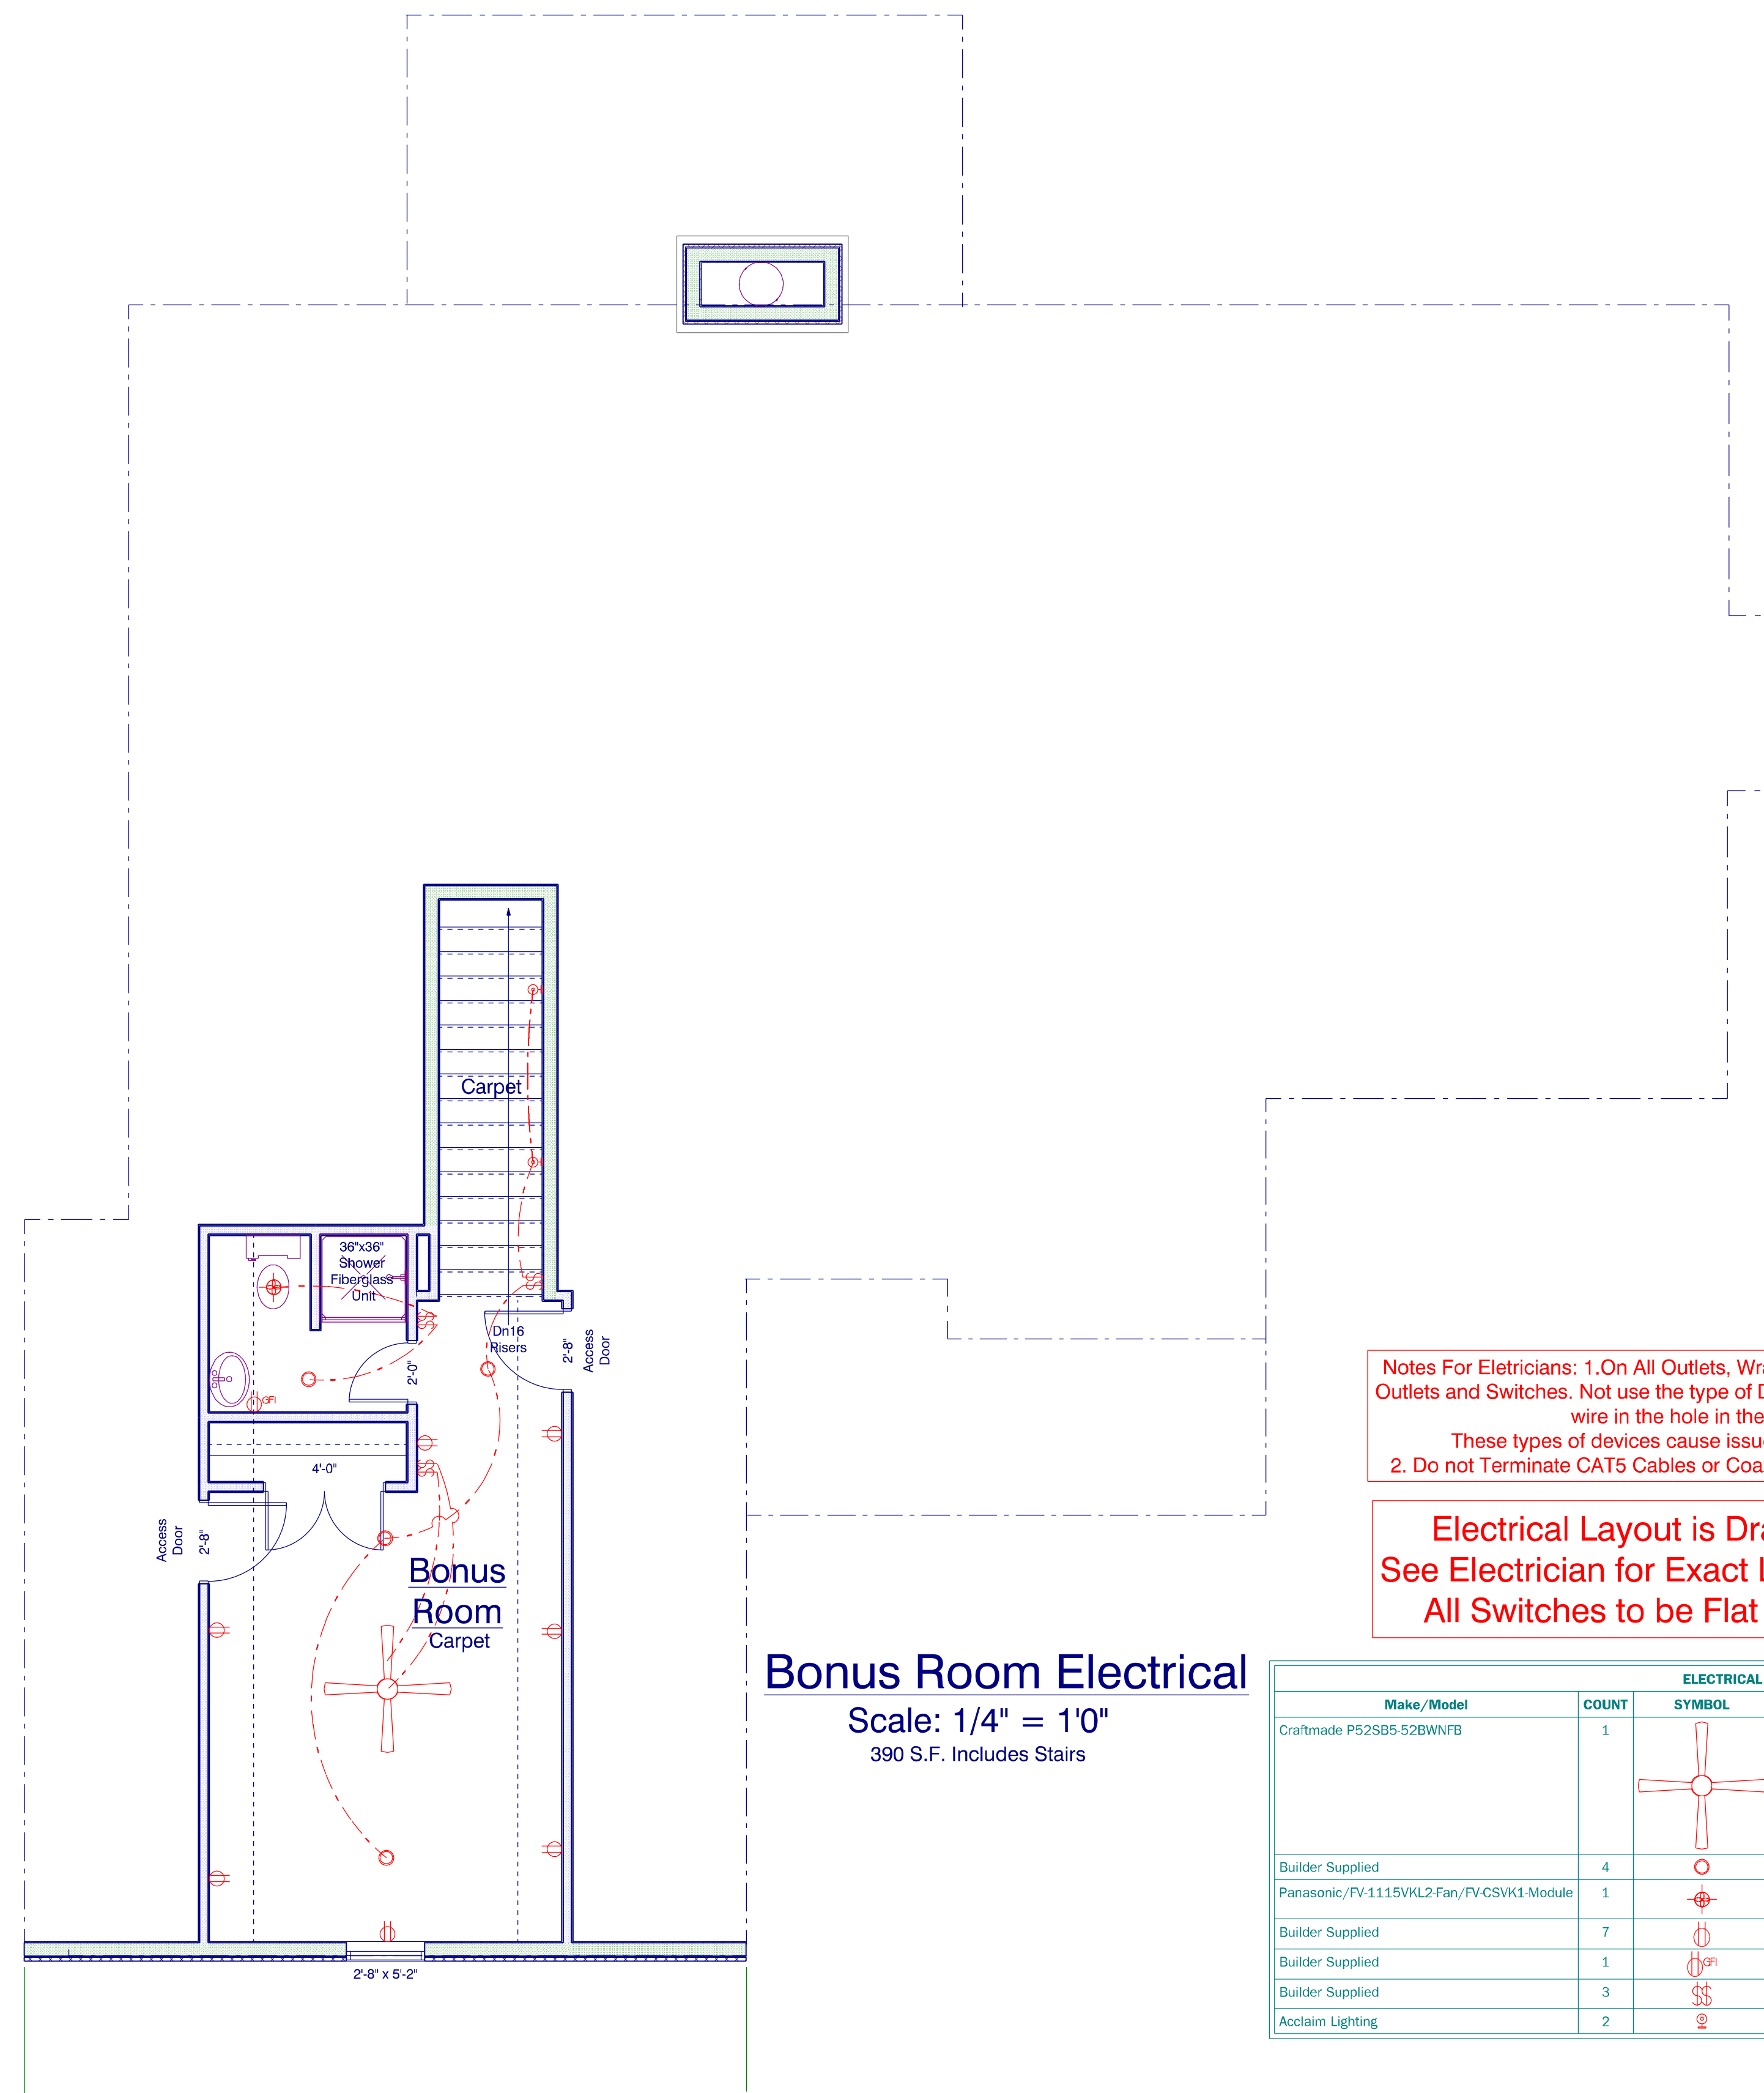 Carpet
36"x36"
Shower
Fiberglass
Unit
Dn16
Risers
2'-8"
Access
Door
2'-0"
GFI
4'-0"
Access
Door
2'-8"
Bonus
Room
Carpet
2'-8" x 5'-2"
Bonus Room Electrical
Scale: 1/4" = 1'0"
390 S.F. Includes Stairs
Notes For Eletricians: 1.On All Outlets,
Outlets and Switches. Not use the type of
wire in the hole in the
These types of devices cause
2. Do not Terminate CAT5 Cables or
Electrical Layout is
See Electrician for Exact
All Switches to be Flat
ELECTRICAL
Make/Model COUNT SYMBOL
Craftmade P52SB5-52BWNFB 1
Builder Supplied 4
Panasonic/FV-1115VKL2-Fan/FV-CSVK1-Module 1
Builder Supplied 7
Builder Supplied 1 GFI
Builder Supplied 3 $$
Acclaim Lighting 2